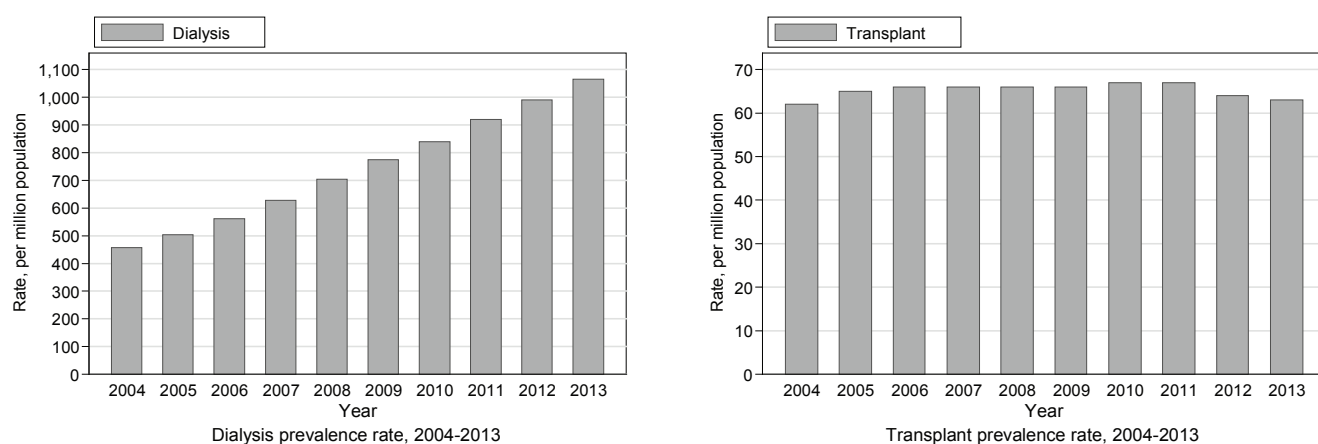 Dialysis
1,100
1,000
900
800
700
600
500
400
300
200
100
0
Rate, per million population
2004 2005 2006 2007 2008 2009 2010 2011 2012 2013
Year
Dialysis prevalence rate, 2004-2013
Transplant
70
60
50
40
30
20
10
0
Rate, per million population
2004 2005 2006 2007 2008 2009 2010 2011 2012 2013
Year
Transplant prevalence rate, 2004-2013